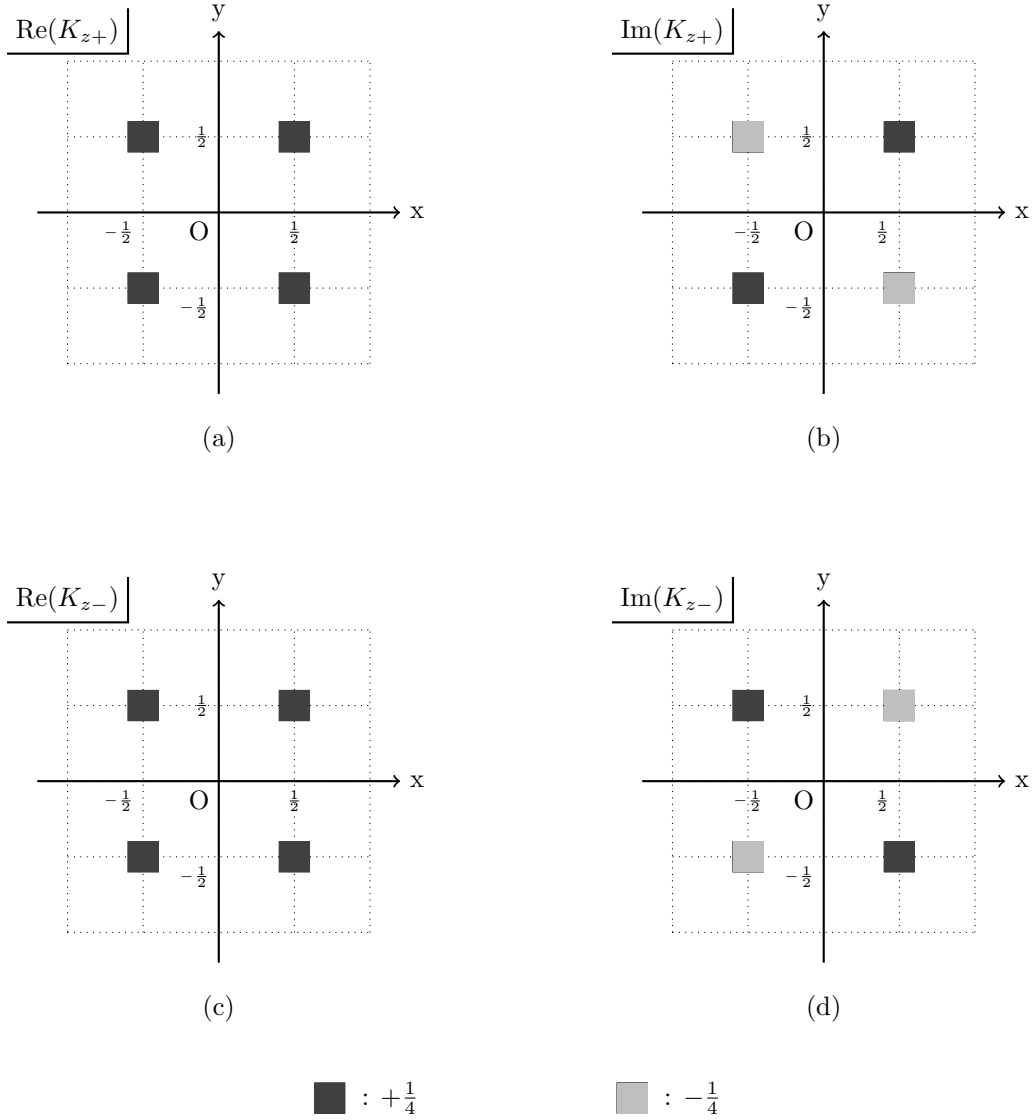 Re(K_{z+})
y
1/2
x
-1/2
O
1/2
-1/2
(a)
Im(K_{z+})
y
1/2
x
-1/2
O
1/2
-1/2
(b)
Re(K_{z-})
y
1/2
x
-1/2
O
1/2
-1/2
(c)
Im(K_{z-})
y
1/2
x
-1/2
O
1/2
-1/2
(d)
: +1/4
: -1/4